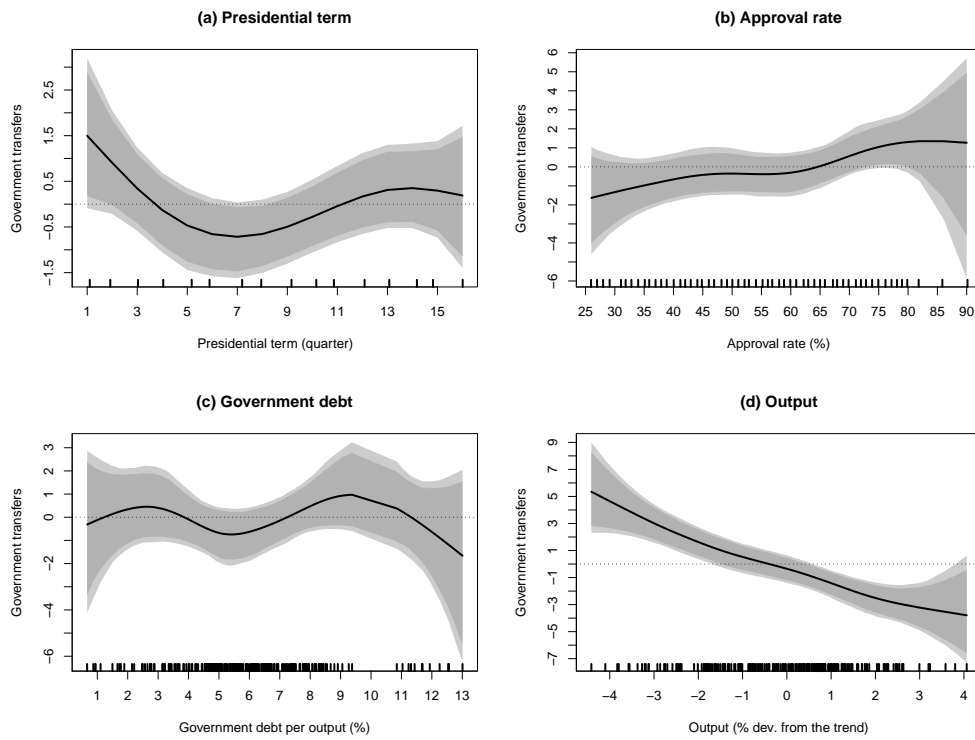 (a) Presidential term
Government transfers
−1.5 −0.5 0.5 1.5 2.5
1 3 5 7 9 11 13 15
Presidential term (quarter)
(b) Approval rate
Government transfers
−6 −4 −2 0 1 2 3 4 5 6
25 30 35 40 45 50 55 60 65 70 75 80 85 90
Approval rate (%)
(c) Government debt
Government transfers
−6 −4 −2 0 1 2 3
1 2 3 4 5 6 7 8 9 10 11 12 13
Government debt per output (%)
(d) Output
Government transfers
−7 −5 −3 −1 1 3 5 7 9
−4 −3 −2 −1 0 1 2 3 4
Output (% dev. from the trend)